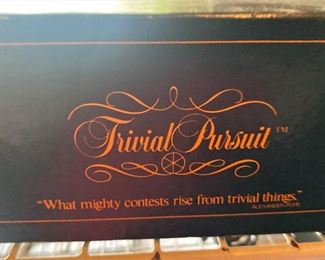 Trivial Pursuit™
"What mighty contests rise from trivial things"
ALEXANDER POPE